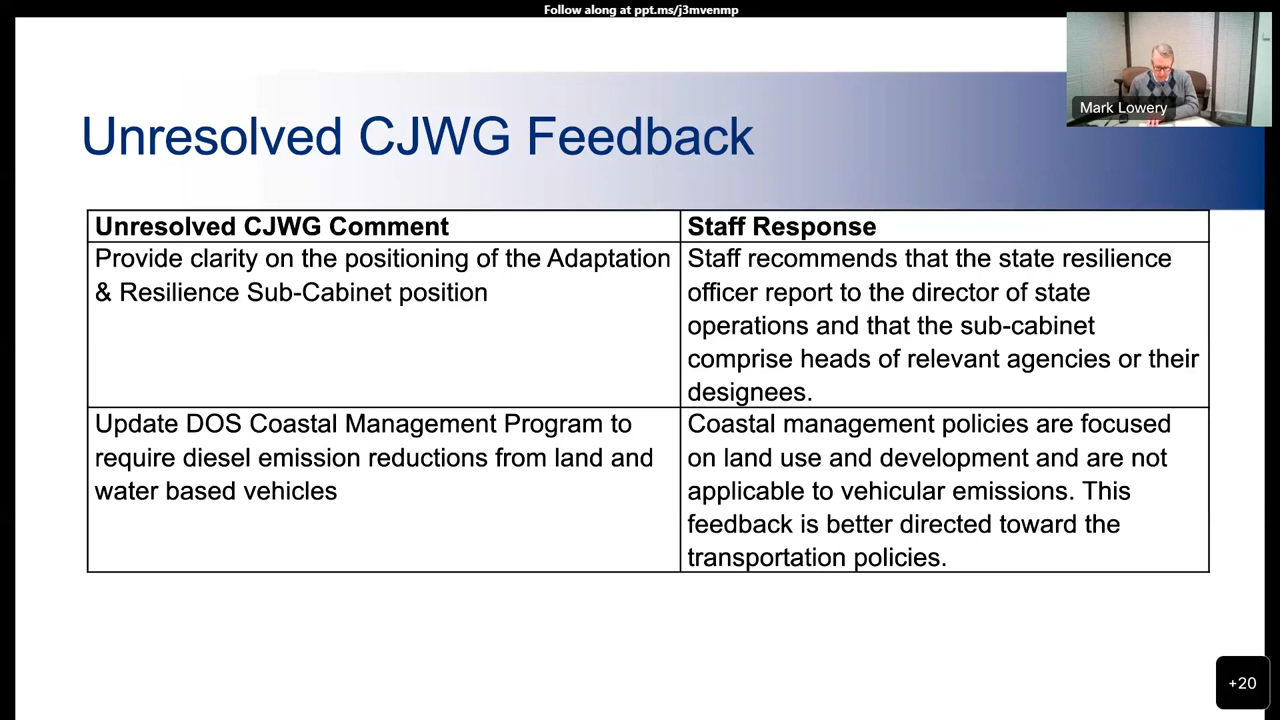 Follow along at ppt.ms/j3mvenmp
Mark Lowery
Unresolved CJWG Feedback
Unresolved CJWG Comment
Staff Response
Provide clarity on the positioning of the Adaptation
& Resilience Sub-Cabinet position
Staff recommends that the state resilience
officer report to the director of state
operations and that the sub-cabinet
comprise heads of relevant agencies or their
designees.
Update DOS Coastal Management Program to
require diesel emission reductions from land and
water based vehicles
Coastal management policies are focused
on land use and development and are not
applicable to vehicular emissions. This
feedback is better directed toward the
transportation policies.
+20